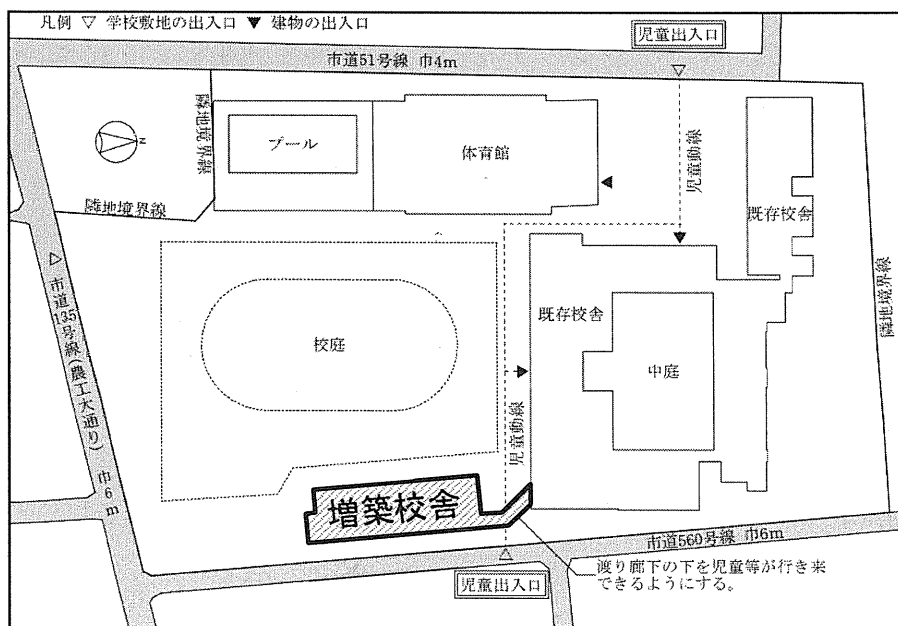 凡例 ▽ 学校敷地の出入口 ▼ 建物の出入口
児童出入口
市道51号線 巾4m
隣地境界線
N
プール
体育館
児童動線
既存校舎
隣地境界線
隣地境界線
市道135号線(農工大通り) 巾6m
校庭
既存校舎
中庭
児童動線
増築校舎
市道560号線 巾6m
児童出入口
渡り廊下の下を児童等が行き来
できるようにする。